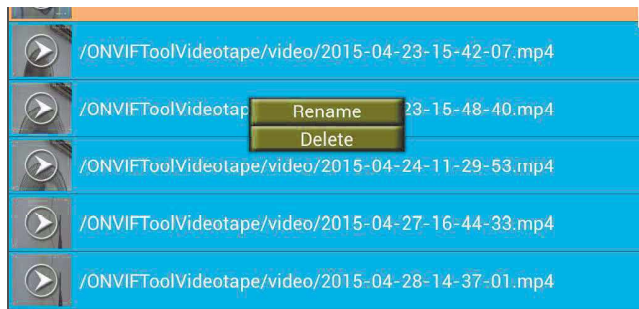 /ONVIFToolVideotape/video/2015-04-23-15-42-07.mp4
/ONVIFToolVideotap 23-15-48-40.mp4
Rename
Delete
/ONVIFToolVideotape/video/2015-04-24-11-29-53.mp4
/ONVIFToolVideotape/video/2015-04-27-16-44-33.mp4
/ONVIFToolVideotape/video/2015-04-28-14-37-01.mp4